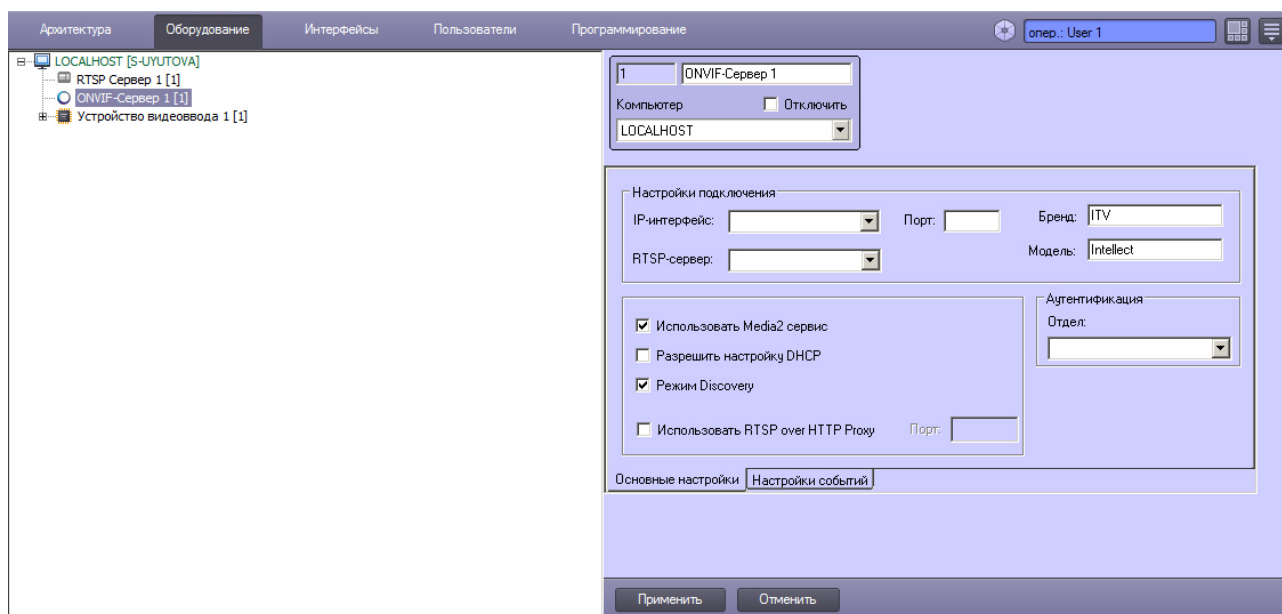 Архитектура Оборудование Интерфейсы Пользователи Программирование опер.: User 1
LOCALHOST [S-UYUTOVA]
RTSP Сервер 1 [1]
ONVIF-Сервер 1 [1]
Устройство видеоввода 1 [1]
1 ONVIF-Сервер 1
Компьютер Отключить
LOCALHOST
Настройки подключения
IP-интерфейс: Порт: Бренд: ITV
RTSP-сервер: Модель: Intellect
Использовать Media2 сервис
Разрешить настройку DHCP
Режим Discovery
Использовать RTSP over HTTP Proxy Порт:
Аутентификация
Отдел:
Основные настройки Настройки событий
Применить Отменить